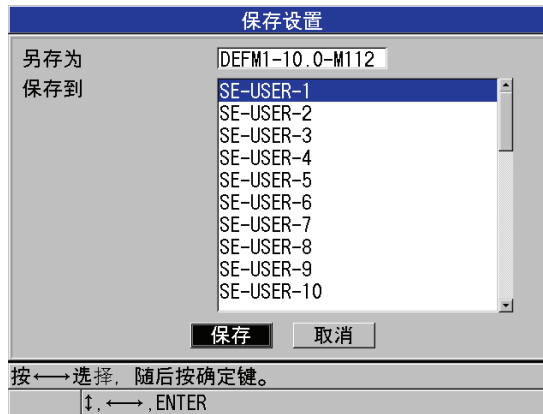 保存设置
另存为 DEFM1-10.0-M112
保存到
SE-USER-1
SE-USER-2
SE-USER-3
SE-USER-4
SE-USER-5
SE-USER-6
SE-USER-7
SE-USER-8
SE-USER-9
SE-USER-10
保存 取消
按←→选择, 随后按确定键。
↕, ←→ ,ENTER